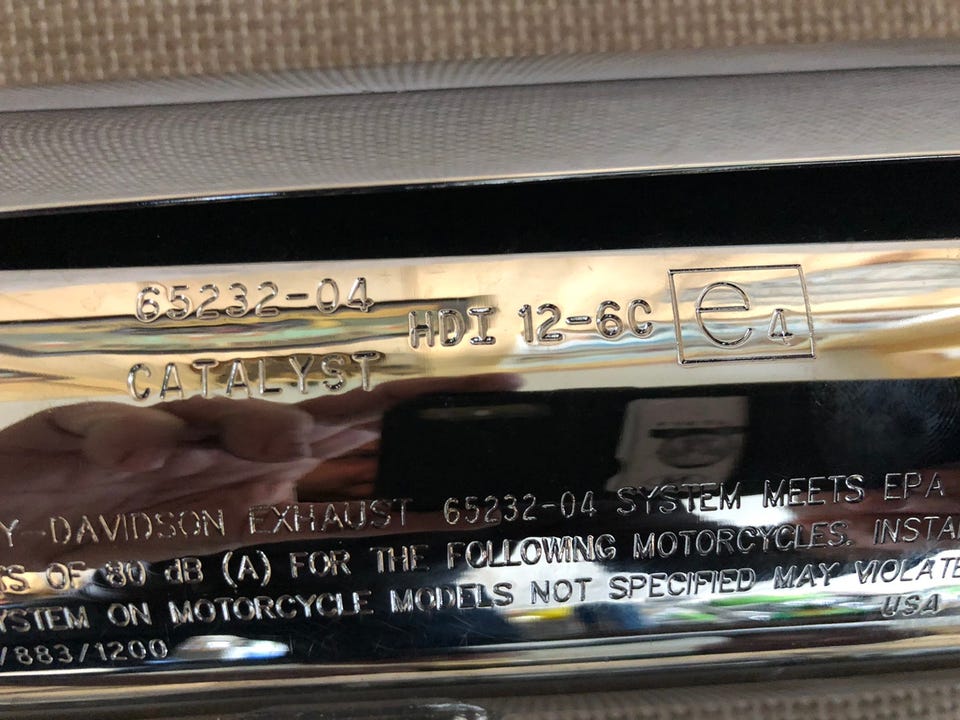 65232-04
HDI 12-6C
e4
CATALYST
Y-DAVIDSON EXHAUST 65232-04 SYSTEM MEETS EPA
S OF 80 dB (A) FOR THE FOLLOWING MOTORCYCLES. INSTA
YSTEM ON MOTORCYCLE MODELS NOT SPECIFIED MAY VIOLATE
USA
/883/1200